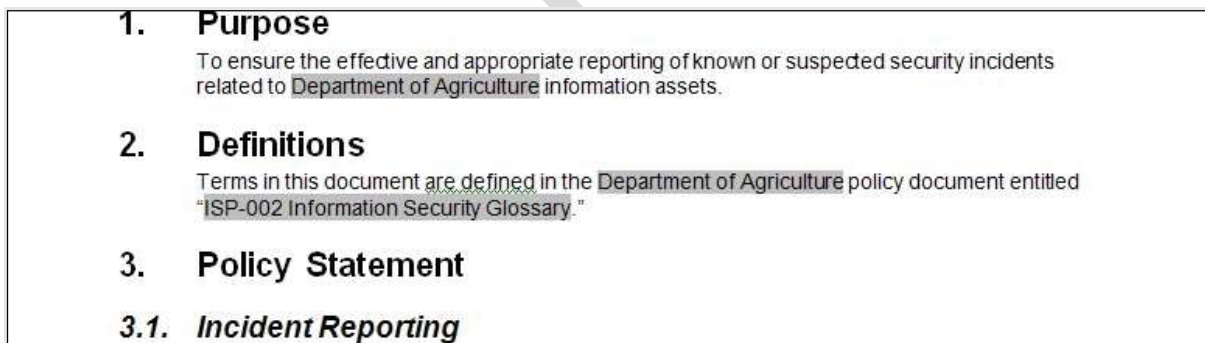 1. Purpose
To ensure the effective and appropriate reporting of known or suspected security incidents
related to Department of Agriculture information assets.
2. Definitions
Terms in this document are defined in the Department of Agriculture policy document entitled
“ISP-002 Information Security Glossary.”
3. Policy Statement
3.1. Incident Reporting